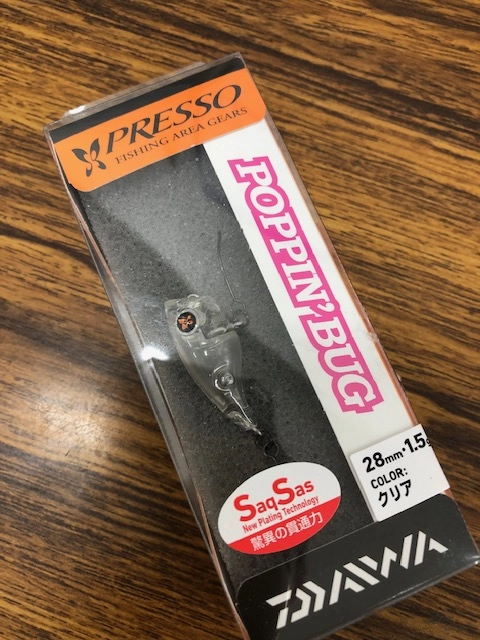 PRESSO
FISHING AREA GEARS
POPPIN'BUG
28mm・1.5g
COLOR:
クリア
SaqSas
New Plating Technology
驚異の貫通力
DAIWA